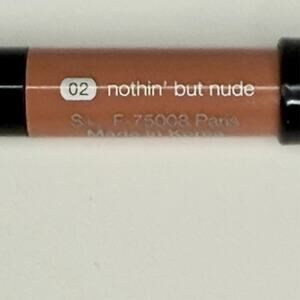 02 nothin' but nude
F-75008 Paris
Made in Korea